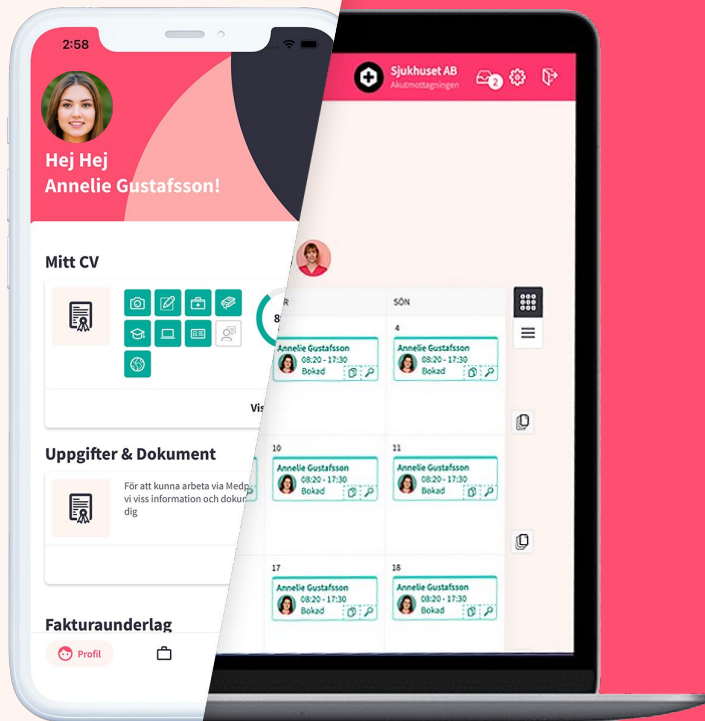 2:58
Hej Hej
Annelie Gustafsson!
Mitt CV
8
Vis
Uppgifter & Dokument
För att kunna arbeta via Medp
vi viss information och dokum
dig
Fakturaunderlag
Profil
Sjukhuset AB
Akutmottagningen
2
R
SÖN
4
Annelie Gustafsson
08:20 - 17:30
Bokad
Annelie Gustafsson
08:20 - 17:30
Bokad
10
11
Annelie Gustafsson
08:20 - 17:30
Bokad
Annelie Gustafsson
08:20 - 17:30
Bokad
17
18
Annelie Gustafsson
08:20 - 17:30
Bokad
Annelie Gustafsson
08:20 - 17:30
Bokad